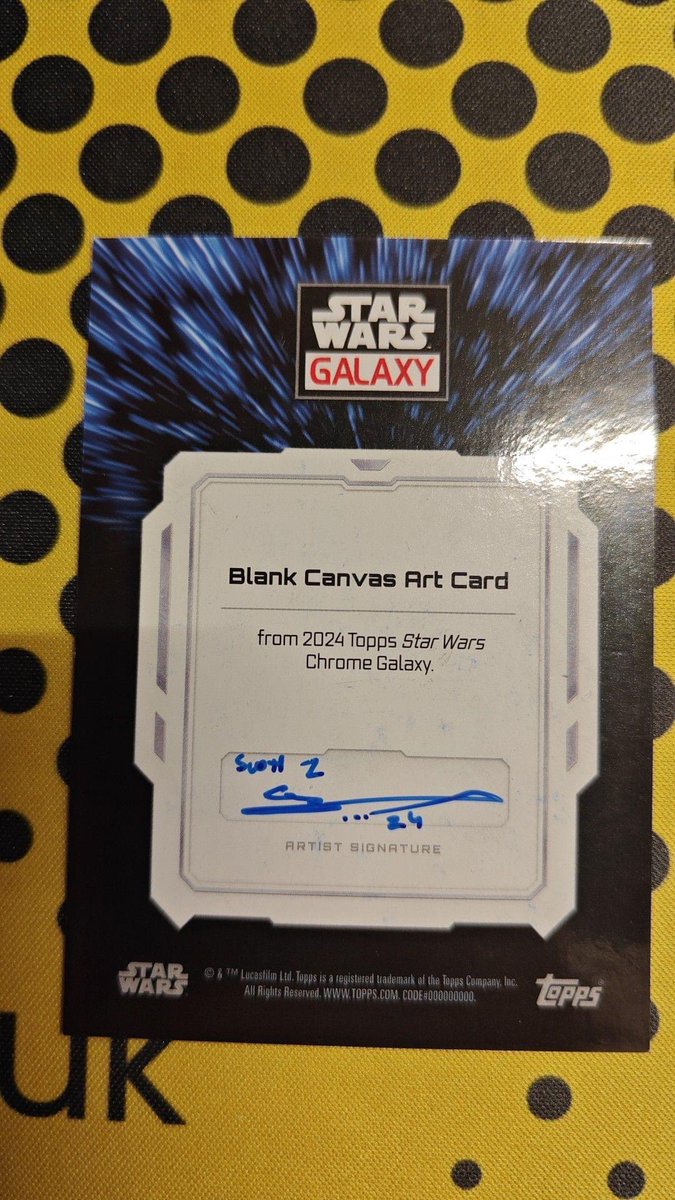 STAR
WARS
GALAXY
Blank Canvas Art Card
from 2024 Topps Star Wars
Chrome Galaxy.
Scott Z
24
ARTIST SIGNATURE
STAR
WARS
© & ™ Lucasfilm Ltd. Topps is a registered trademark of the Topps Company, Inc.
All Rights Reserved. WWW.TOPPS.COM. CODE#000000000.
Topps
uk